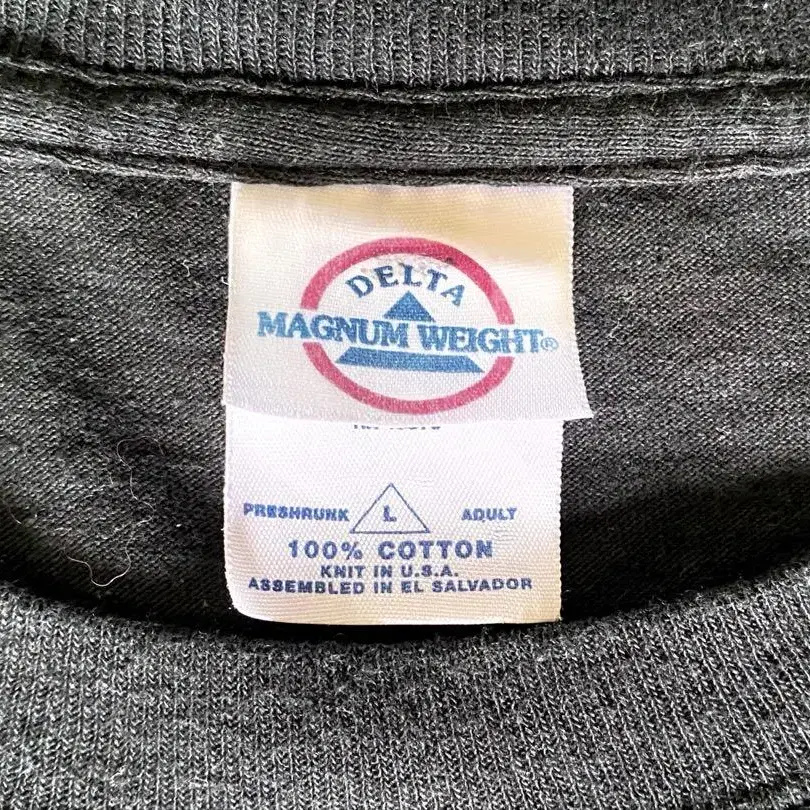 DELTA
MAGNUM WEIGHT®
PRESHRUNK L ADULT
100% COTTON
KNIT IN U.S.A.
ASSEMBLED IN EL SALVADOR